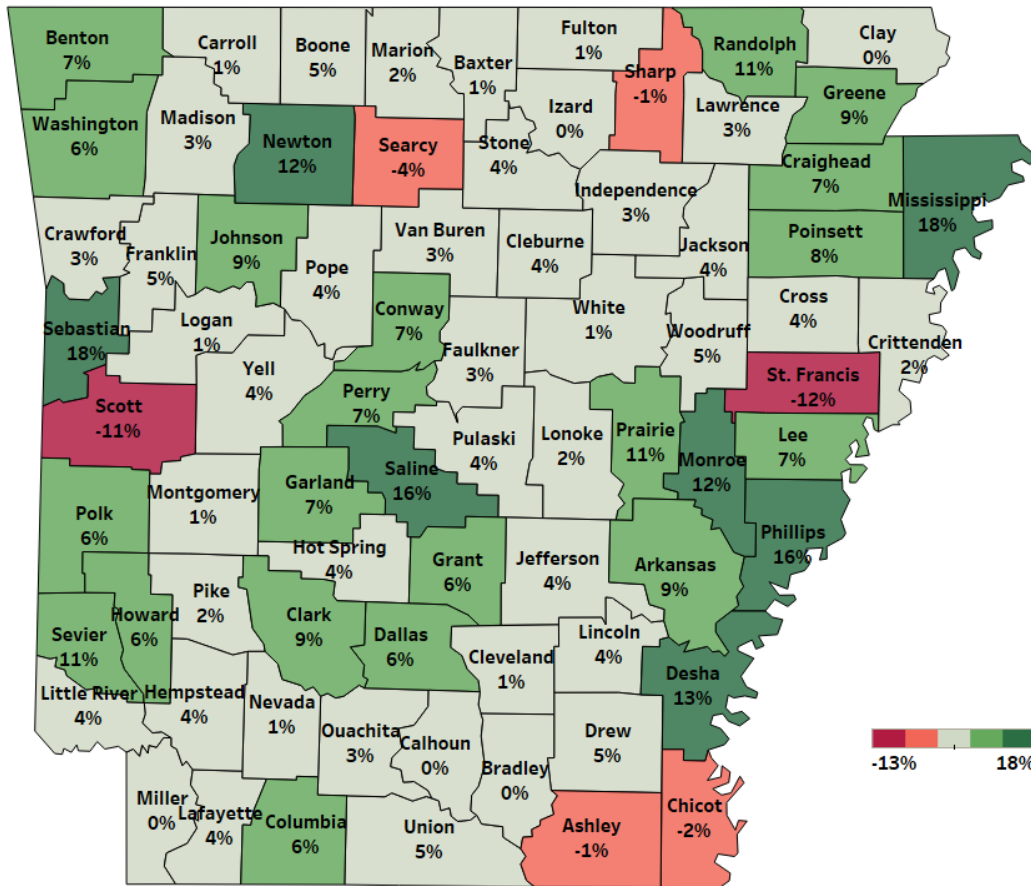 Benton
7%
Carroll
1%
Boone
5%
Marion
2%
Baxter
1%
Fulton
1%
Sharp
-1%
Randolph
11%
Clay
0%
Washington
6%
Madison
3%
Newton
12%
Searcy
-4%
Stone
4%
Izard
0%
Lawrence
3%
Greene
9%
Independence
3%
Craighead
7%
Mississippi
18%
Crawford
3%
Franklin
5%
Johnson
9%
Pope
4%
Van Buren
3%
Cleburne
4%
Jackson
4%
Poinsett
8%
Sebastian
18%
Logan
1%
Conway
7%
White
1%
Woodruff
5%
Cross
4%
Crittenden
2%
Scott
-11%
Yell
4%
Perry
7%
Faulkner
3%
St. Francis
-12%
Saline
16%
Pulaski
4%
Lonoke
2%
Prairie
11%
Monroe
12%
Lee
7%
Polk
6%
Montgomery
1%
Garland
7%
Phillips
16%
Hot Spring
4%
Grant
6%
Jefferson
4%
Arkansas
9%
Sevier
11%
Howard
6%
Pike
2%
Clark
9%
Dallas
6%
Cleveland
1%
Lincoln
4%
Desha
13%
Little River
4%
Hempstead
4%
Nevada
1%
Ouachita
3%
Calhoun
0%
Bradley
0%
Drew
5%
Miller
0%
Lafayette
4%
Columbia
6%
Union
5%
Ashley
-1%
Chicot
-2%
-13%
18%